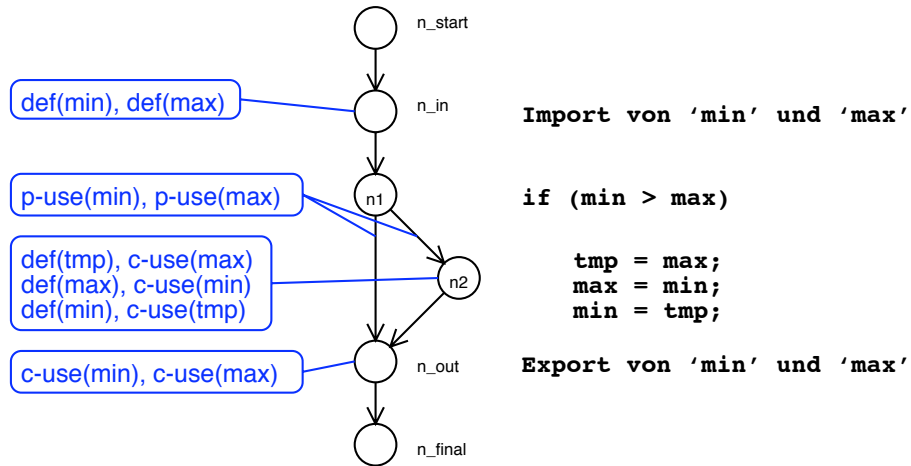 n_start
def(min), def(max)
n_in
Import von ‘min’ und ‘max’
p-use(min), p-use(max)
n1
if (min > max)
def(tmp), c-use(max)
def(max), c-use(min)
def(min), c-use(tmp)
n2
tmp = max;
max = min;
min = tmp;
c-use(min), c-use(max)
n_out
Export von ‘min’ und ‘max’
n_final